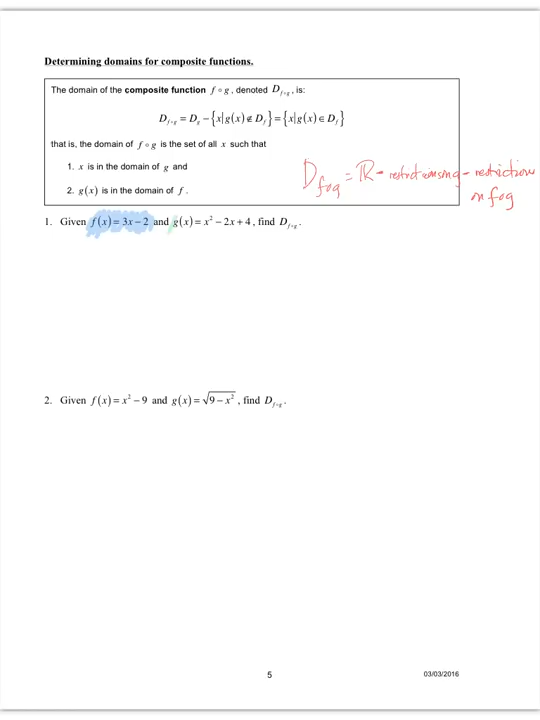 Determining domains for composite functions.
The domain of the composite function f ∘ g , denoted D_{f∘g} , is:
D_{f∘g} = D_g − {x|g(x) ∉ D_f} = {x|g(x) ∈ D_f}
that is, the domain of f ∘ g is the set of all x such that
1. x is in the domain of g and
2. g(x) is in the domain of f .
D_{fog} = ℝ - restrictions on g - restrictions
on fog
1. Given f(x) = 3x − 2 and g(x) = x² − 2x + 4 , find D_{f∘g} .
2. Given f(x) = x² − 9 and g(x) = √(9 − x²) , find D_{f∘g} .
5
03/03/2016